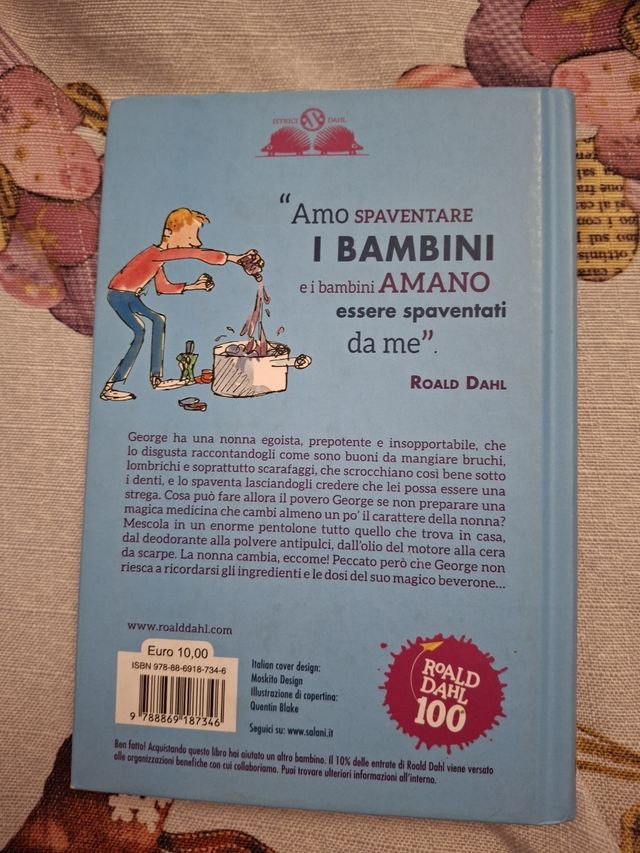 ISTRICI DAHL
“Amo SPAVENTARE
I BAMBINI
e i bambini AMANO
essere spaventati
da me”.
ROALD DAHL
George ha una nonna egoista, prepotente e insopportabile, che
lo disgusta raccontandogli come sono buoni da mangiare bruchi,
lombrichi e soprattutto scarafaggi, che scrocchiano così bene sotto
i denti, e lo spaventa lasciandogli credere che lei possa essere una
strega. Cosa può fare allora il povero George se non preparare una
magica medicina che cambi almeno un po’ il carattere della nonna?
Mescola in un enorme pentolone tutto quello che trova in casa,
dal deodorante alla polvere antipulci, dall’olio del motore alla cera
da scarpe. La nonna cambia, eccome! Peccato però che George non
riesca a ricordarsi gli ingredienti e le dosi del suo magico beverone...
www.roalddahl.com
Euro 10,00
ISBN 978-88-6918-734-6
9 788869 187346
Italian cover design:
Moskito Design
Illustrazione di copertina:
Quentin Blake
Seguici su: www.salani.it
ROALD
DAHL
100
Ben fatto! Acquistando questo libro hai aiutato un altro bambino. Il 10% delle entrate di Roald Dahl viene versato
alle organizzazioni benefiche con cui collaboriamo. Puoi trovare ulteriori informazioni all’interno.